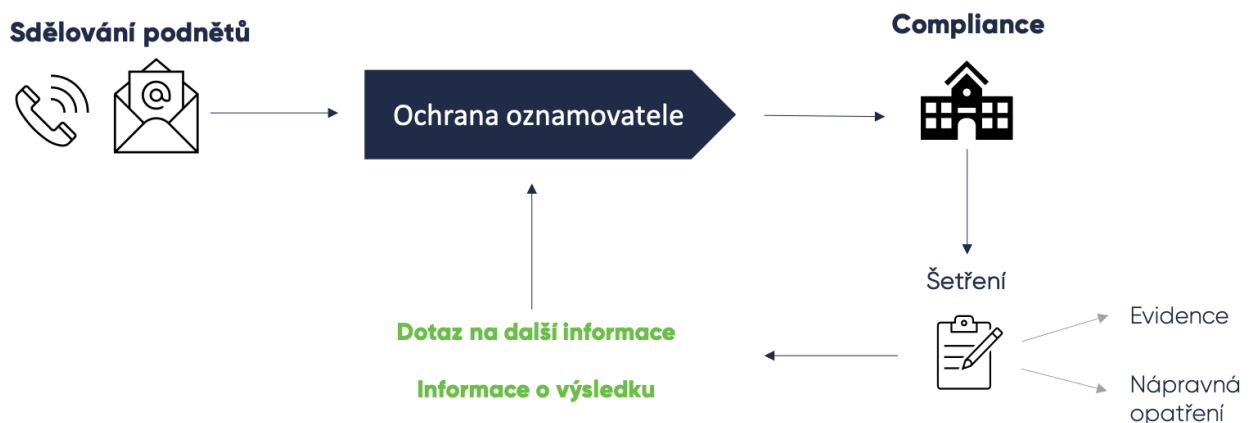 Sdělování podnětů
@
Compliance
Ochrana oznamovatele
Šetření
Dotaz na další informace
Informace o výsledku
Evidence
Nápravná
opatření